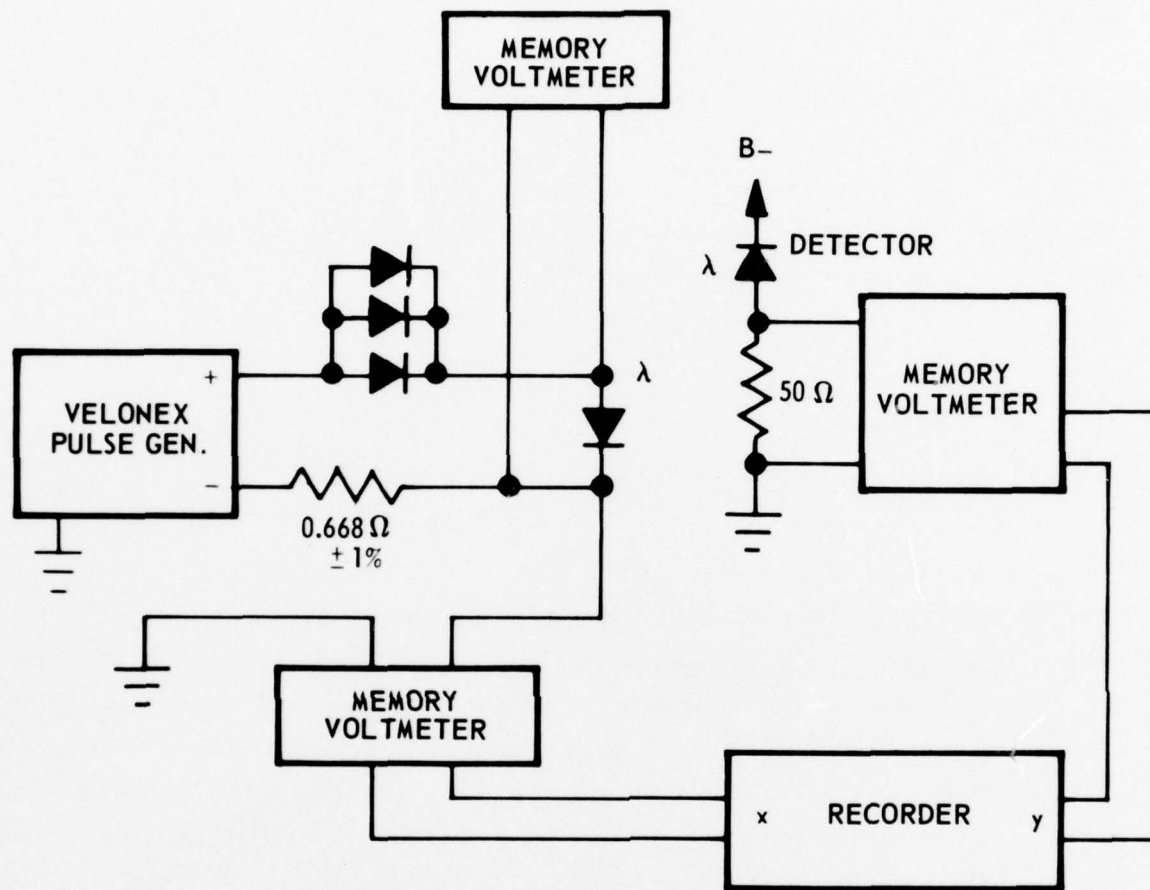 MEMORY
VOLTMETER
B-
DETECTOR
λ
λ
+
VELONEX
PULSE GEN.
-
0.668 Ω
± 1%
50 Ω
MEMORY
VOLTMETER
MEMORY
VOLTMETER
x
RECORDER
y